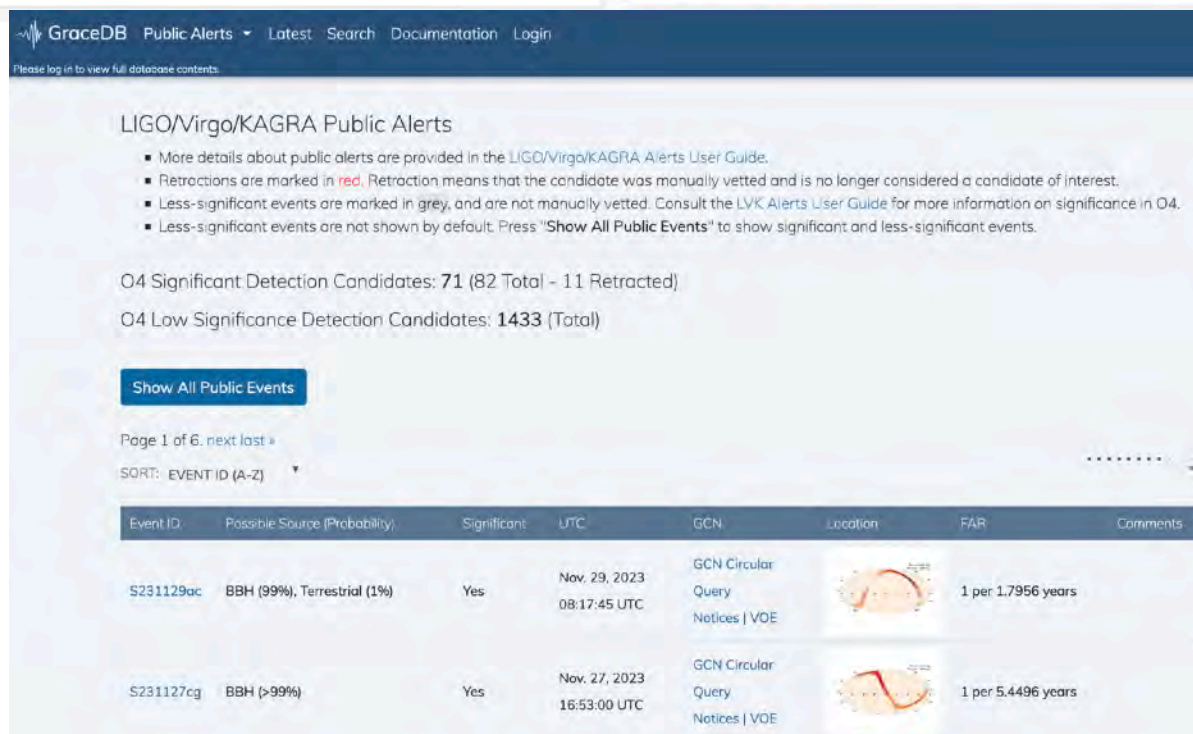 GraceDB Public Alerts Latest Search Documentation Login
Please log in to view full database contents.
LIGO/Virgo/KAGRA Public Alerts
More details about public alerts are provided in the LIGO/Virgo/KAGRA Alerts User Guide.
Retractions are marked in red. Retraction means that the candidate was manually vetted and is no longer considered a candidate of interest.
Less-significant events are marked in grey, and are not manually vetted. Consult the LVK Alerts User Guide for more information on significance in O4.
Less-significant events are not shown by default. Press "Show All Public Events" to show significant and less-significant events.
O4 Significant Detection Candidates: 71 (82 Total - 11 Retracted)
O4 Low Significance Detection Candidates: 1433 (Total)
Show All Public Events
Page 1 of 6. next last »
SORT: EVENT ID (A-Z)
Event ID Possible Source (Probability) Significant UTC GCN Location FAR Comments
S231129ac BBH (99%), Terrestrial (1%) Yes Nov. 29, 2023 08:17:45 UTC GCN Circular Query Notices | VOE 1 per 1.7956 years
S231127cg BBH (>99%) Yes Nov. 27, 2023 16:53:00 UTC GCN Circular Query Notices | VOE 1 per 5.4496 years